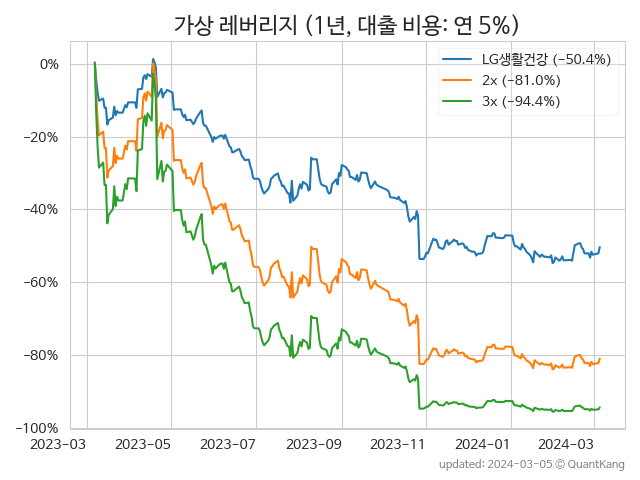 가상 레버리지 (1년, 대출 비용: 연 5%)
LG생활건강 (−50.4%)
2x (−81.0%)
3x (−94.4%)
0%
−20%
−40%
−60%
−80%
−100%
2023-03 2023-05 2023-07 2023-09 2023-11 2024-01 2024-03
updated: 2024-03-05 © QuantKang